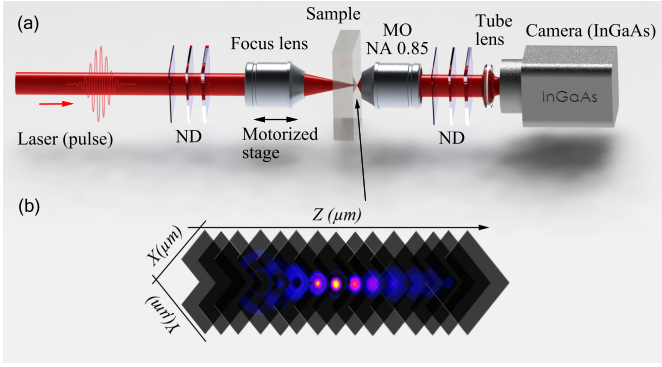 (a)
Sample
Focus lens
MO
NA 0.85
Tube
lens
Camera (InGaAs)
InGaAs
Laser (pulse)
ND
Motorized
stage
ND
(b)
Z (µm)
X(µm)
Y(µm)